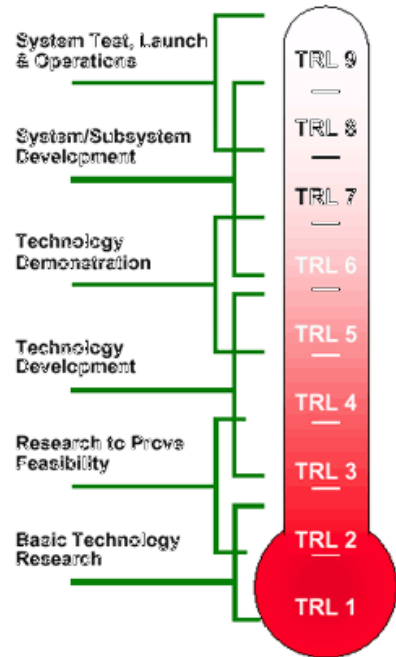 System Test, Launch
& Operations
System/Subsystem
Development
Technology
Demonstration
Technology
Development
Research to Prove
Feasibility
Basic Technology
Research
TRL 9
TRL 8
TRL 7
TRL 6
TRL 5
TRL 4
TRL 3
TRL 2
TRL 1